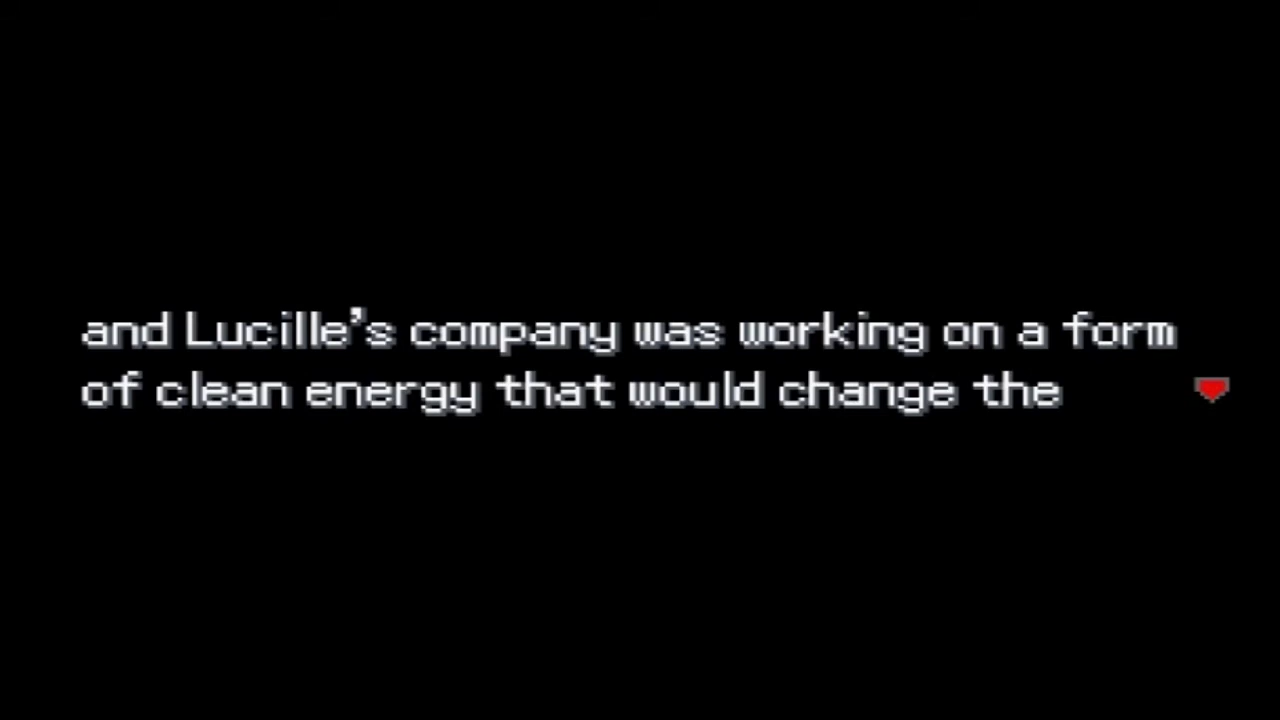 and Lucille's company was working on a form
of clean energy that would change the